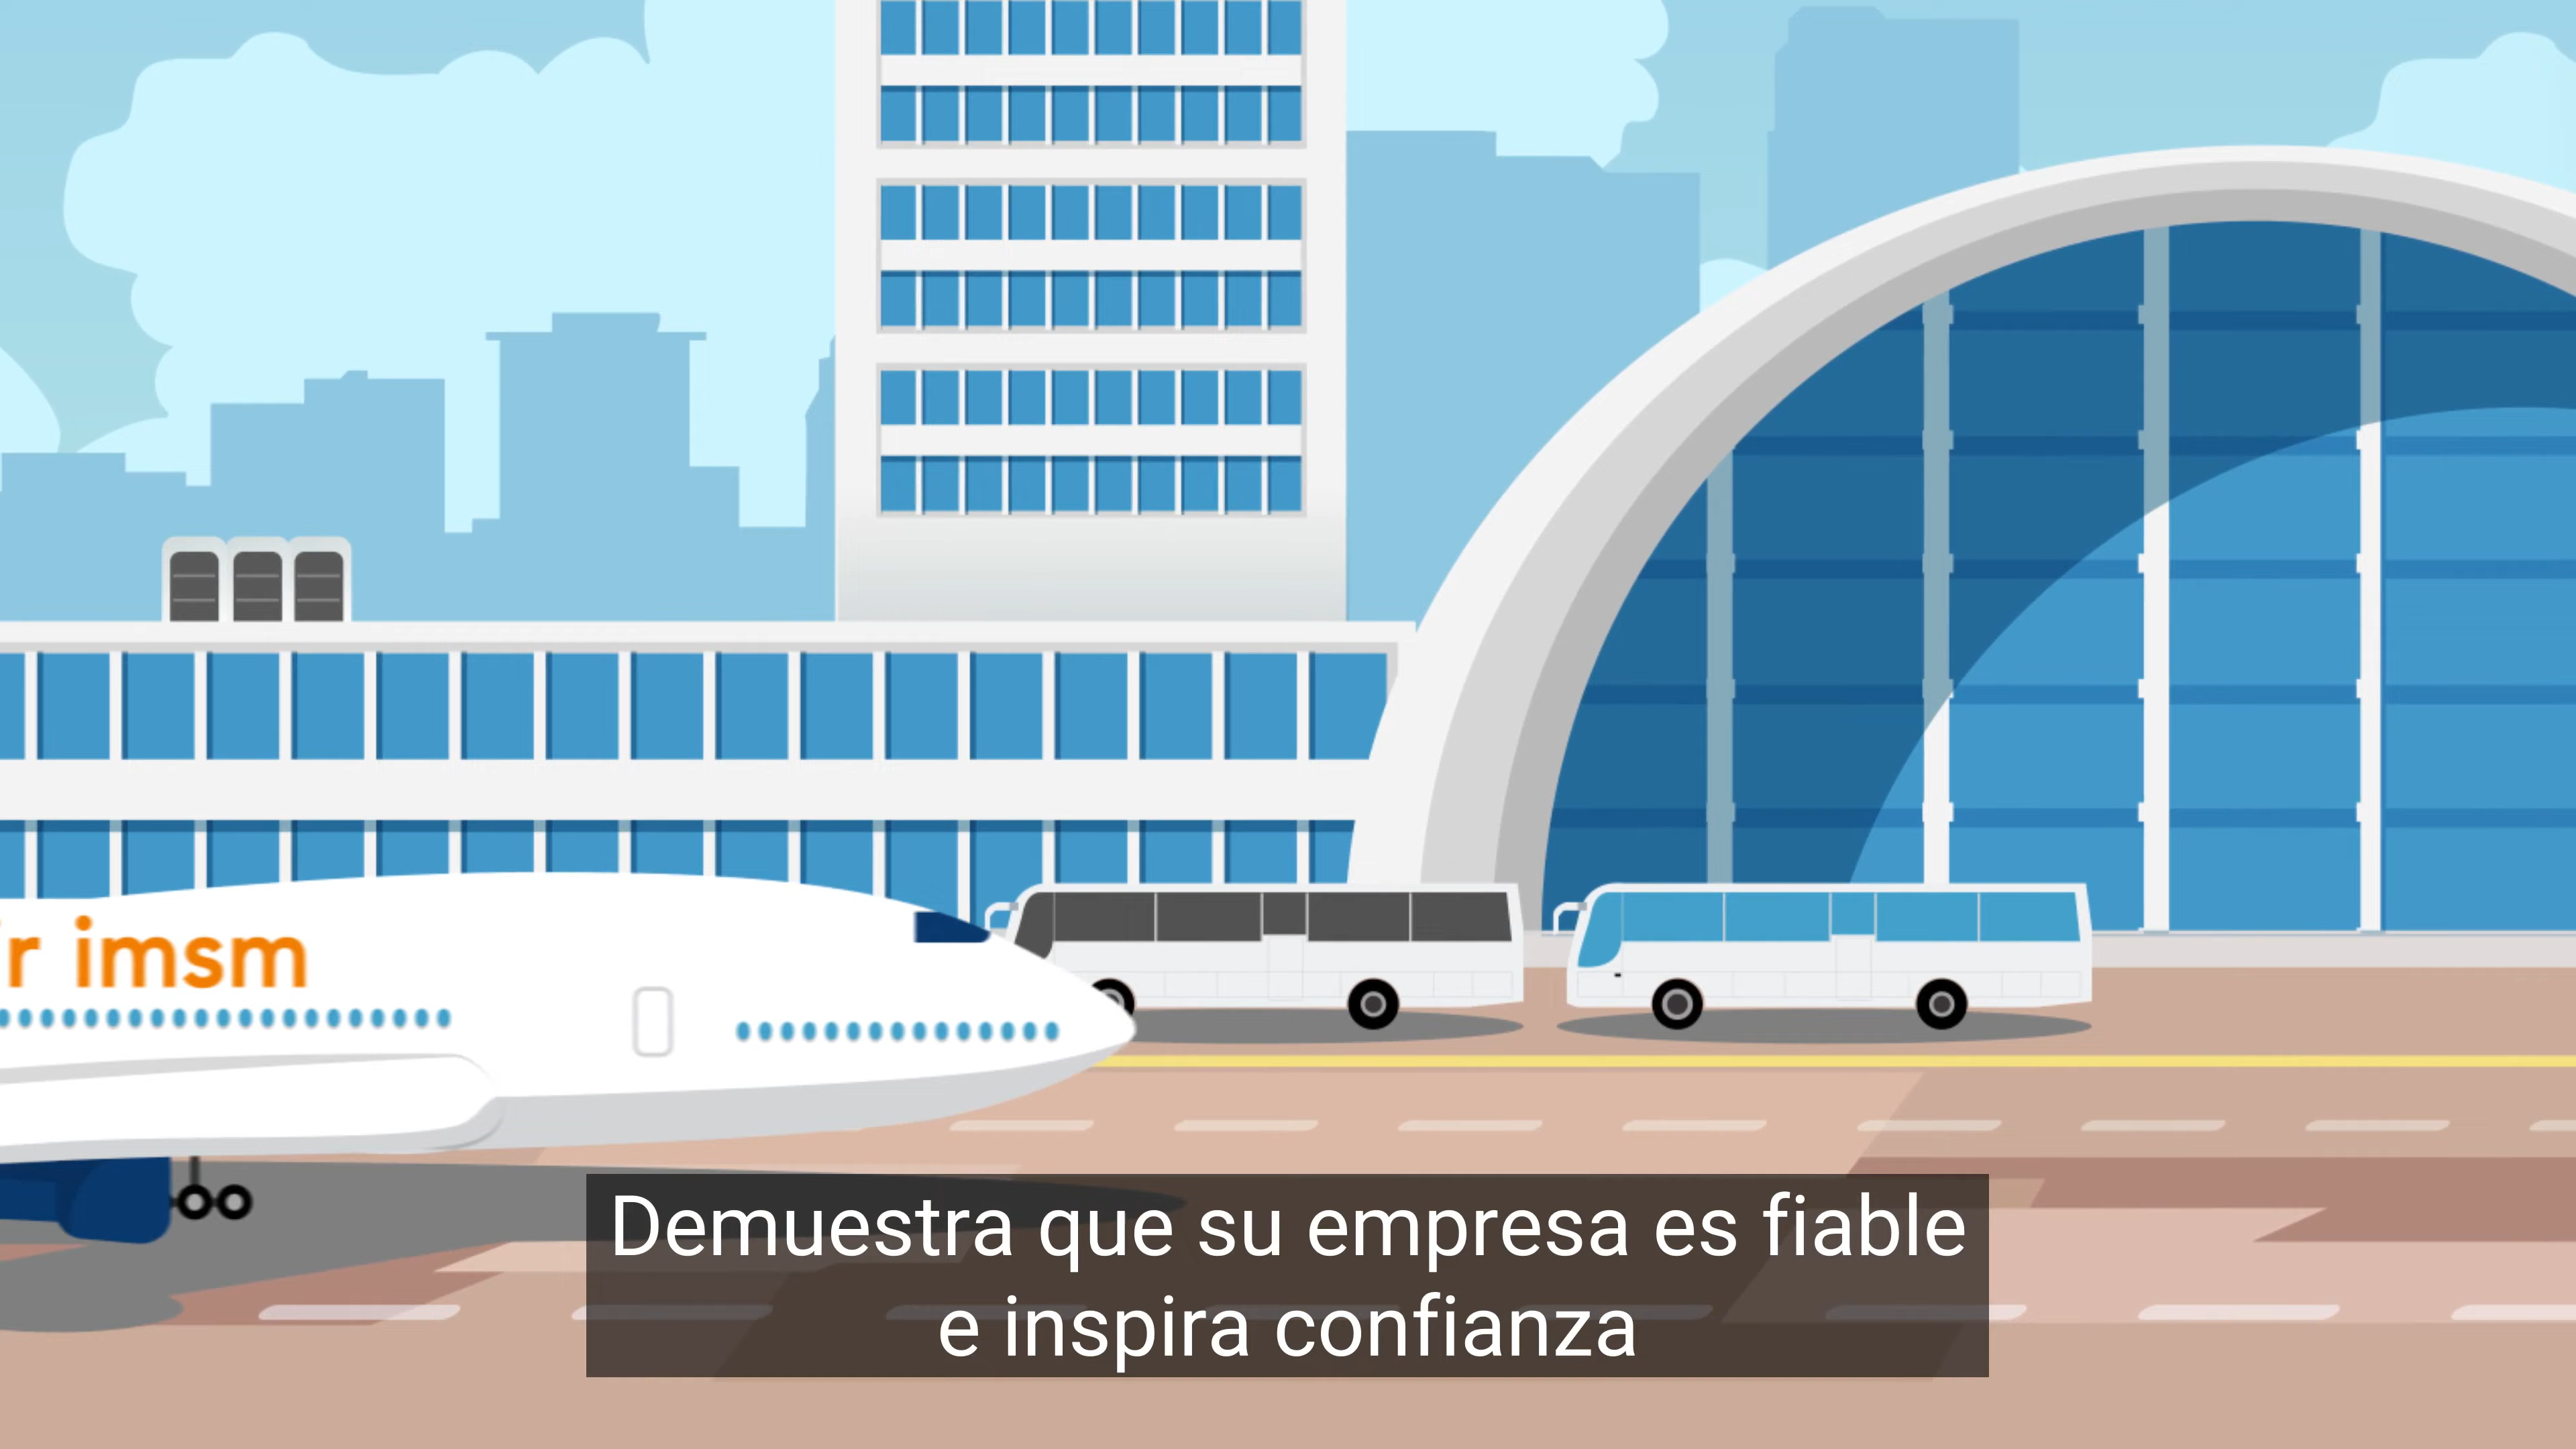 imsm
Demuestra que su empresa es fiable
e inspira confianza